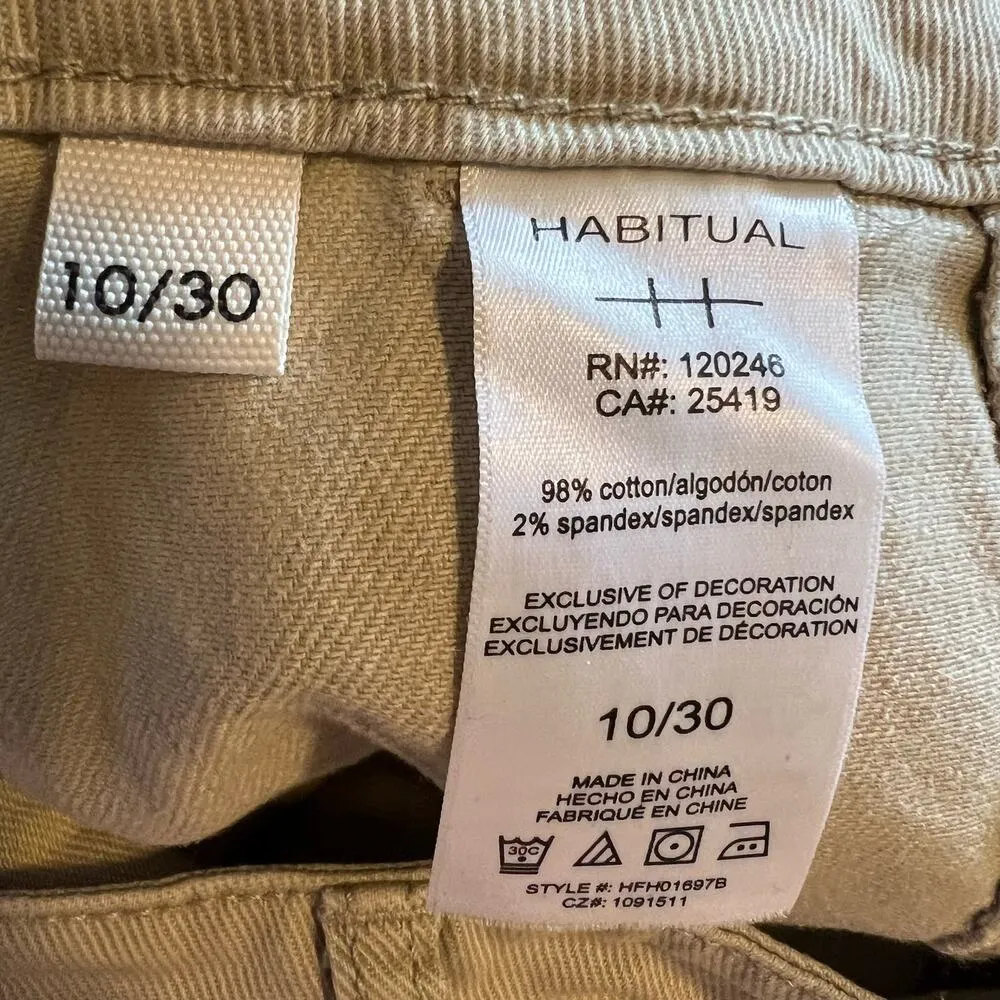 10/30
HABITUAL
RN#: 120246
CA#: 25419
98% cotton/algodón/coton
2% spandex/spandex/spandex
EXCLUSIVE OF DECORATION
EXCLUYENDO PARA DECORACIÓN
EXCLUSIVEMENT DE DÉCORATION
10/30
MADE IN CHINA
HECHO EN CHINA
FABRIQUÉ EN CHINE
30C
STYLE #: HFH01697B
CZ#: 1091511